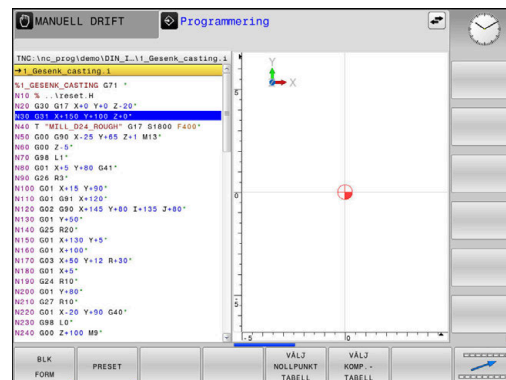 MANUELL DRIFT
Programmering
TNC:\nc_prog\demo\DIN_I…\1_Gesenk_casting.i
→1_Gesenk_casting.i
%1_GESENK_CASTING G71 *
N10 % ..\reset.H
N20 G30 G17 X+0 Y+0 Z-20*
N30 G31 X+150 Y+100 Z+0*
N40 T "MILL_D24_ROUGH" G17 S1800 F400*
N50 G00 G90 X-25 Y+65 Z+1 M13*
N60 G00 Z-5*
N70 G98 L1*
N80 G01 X+5 Y+80 G41*
N90 G26 R3*
N100 G01 X+15 Y+90*
N110 G01 G91 X+120*
N120 G02 G90 X+145 Y+80 I+135 J+80*
N130 G01 Y+50*
N140 G25 R20*
N150 G01 X+130 Y+5*
N160 G01 X+100*
N170 G03 X+50 Y+12 R+30*
N180 G01 X+5*
N190 G24 R10*
N200 G01 Y+80*
N210 G27 R10*
N220 G01 X-20 Y+90 G40*
N230 G98 L0*
N240 G00 Z+100 M9*
Y
X
5
0
-5
-5
0
BLK
FORM
PRESET
VÄLJ
NOLLPUNKT
TABELL
VÄLJ
KOMP.-
TABELL